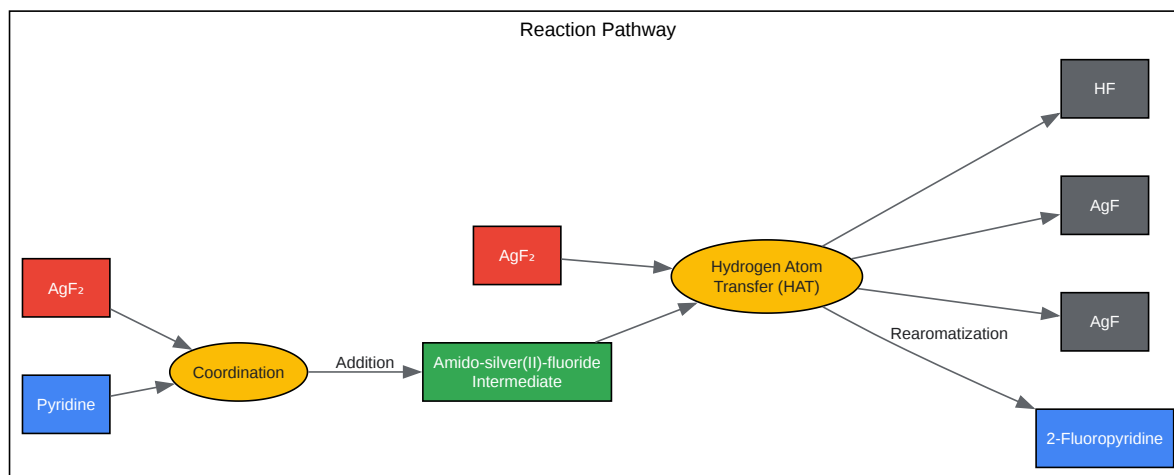 Reaction Pathway
HF
AgF
AgF₂
Hydrogen Atom
Transfer (HAT)
AgF₂
AgF
Rearomatization
Addition
Amido-silver(II)-fluoride
Intermediate
Coordination
Pyridine
2-Fluoropyridine